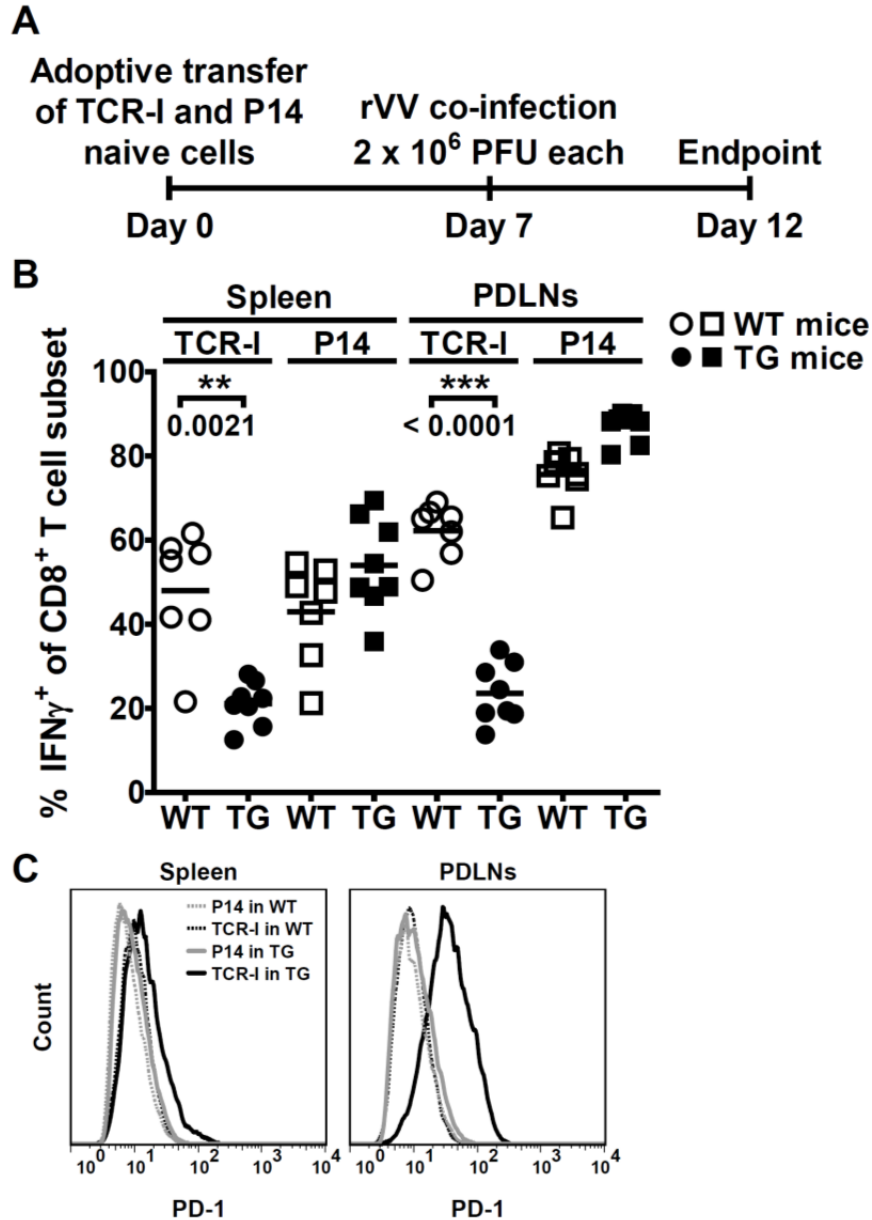 A
Adoptive transfer
of TCR-I and P14
naive cells
rVV co-infection
2 x 10⁶ PFU each
Endpoint
Day 0
Day 7
Day 12
B
Spleen
PDLNs
TCR-I
P14
TCR-I
P14
WT mice
TG mice
% IFNγ⁺ of CD8⁺ T cell subset
100
80
60
40
20
0
**
0.0021
***
< 0.0001
WT
TG
WT
TG
WT
TG
WT
TG
C
Spleen
PDLNs
P14 in WT
TCR-I in WT
P14 in TG
TCR-I in TG
Count
10⁰
10¹
10²
10³
10⁴
10⁰
10¹
10²
10³
10⁴
PD-1
PD-1